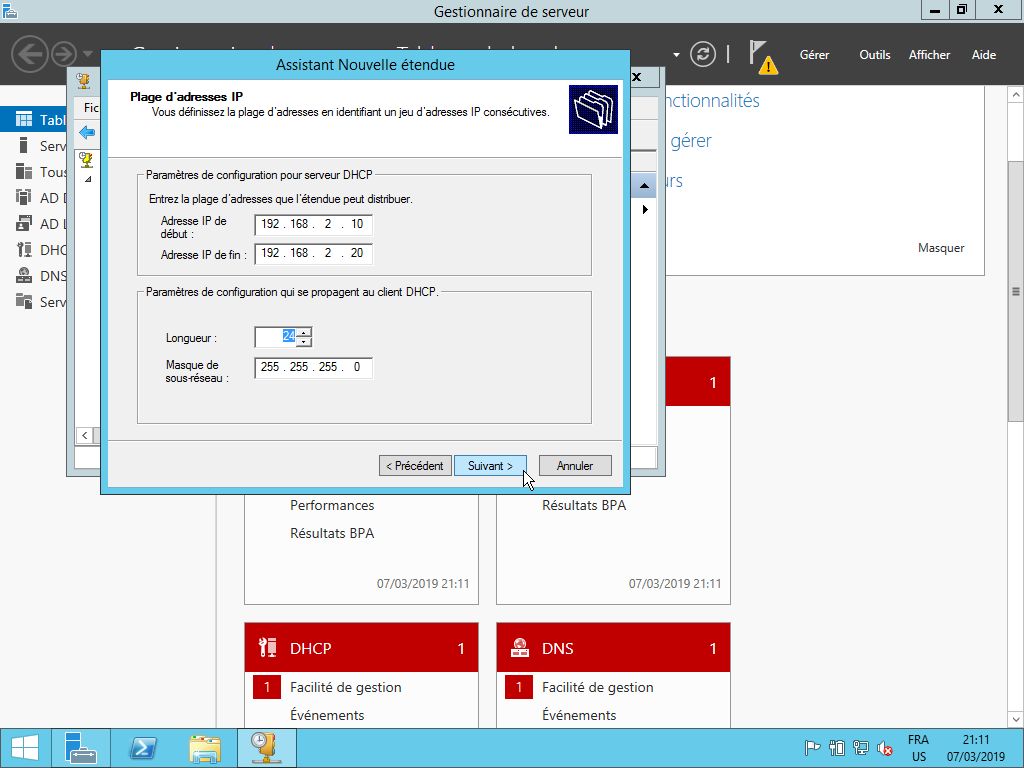 Gestionnaire de serveur
Gérer
Outils
Afficher
Aide
Assistant Nouvelle étendue
Fic
Plage d'adresses IP
Vous définissez la plage d'adresses en identifiant un jeu d'adresses IP consécutives.
Paramètres de configuration pour serveur DHCP
Entrez la plage d'adresses que l'étendue peut distribuer.
Adresse IP de
début :
192 . 168 . 2 . 10
Adresse IP de fin :
192 . 168 . 2 . 20
Paramètres de configuration qui se propagent au client DHCP.
Longueur :
24
Masque de
sous-réseau :
255 . 255 . 255 . 0
< Précédent
Suivant >
Annuler
Tabl
Serv
Tous
AD D
AD L
DHC
DNS
Serv
nctionnalités
gérer
urs
Masquer
1
Performances
Résultats BPA
07/03/2019 21:11
Résultats BPA
07/03/2019 21:11
DHCP
1
1
Facilité de gestion
Événements
DNS
1
1
Facilité de gestion
Événements
FRA
US
21:11
07/03/2019